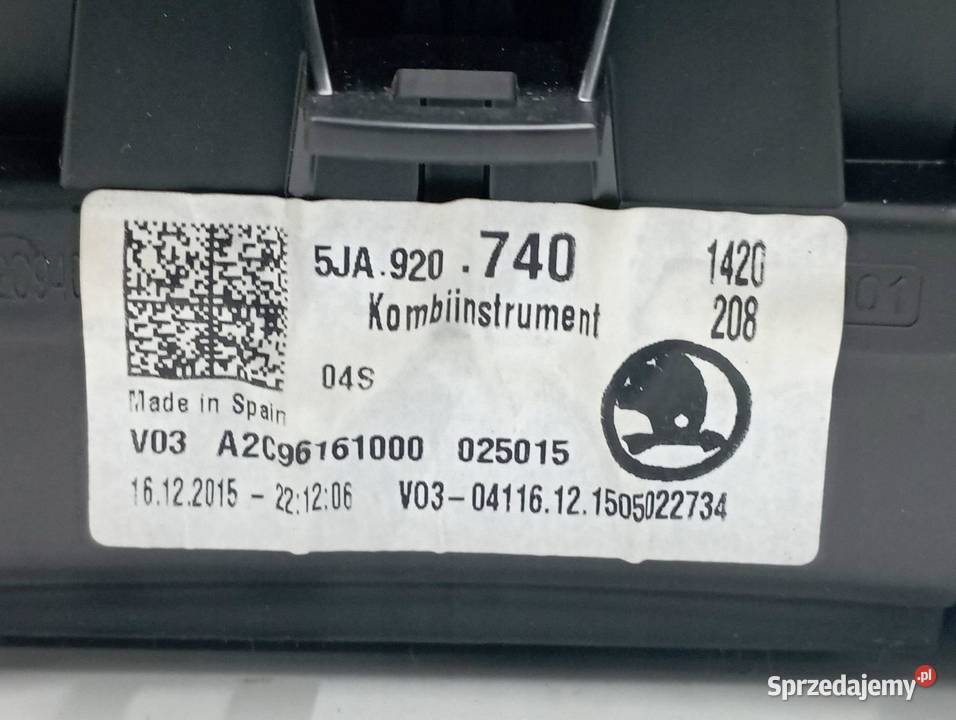 5JA.920 .740 1420
Kombiinstrument 208
04S
Made in Spain
V03 A2C96161000 025015
16.12.2015 - 22:12:06 V03-04116.12.1505022734
Sprzedajemy.pl